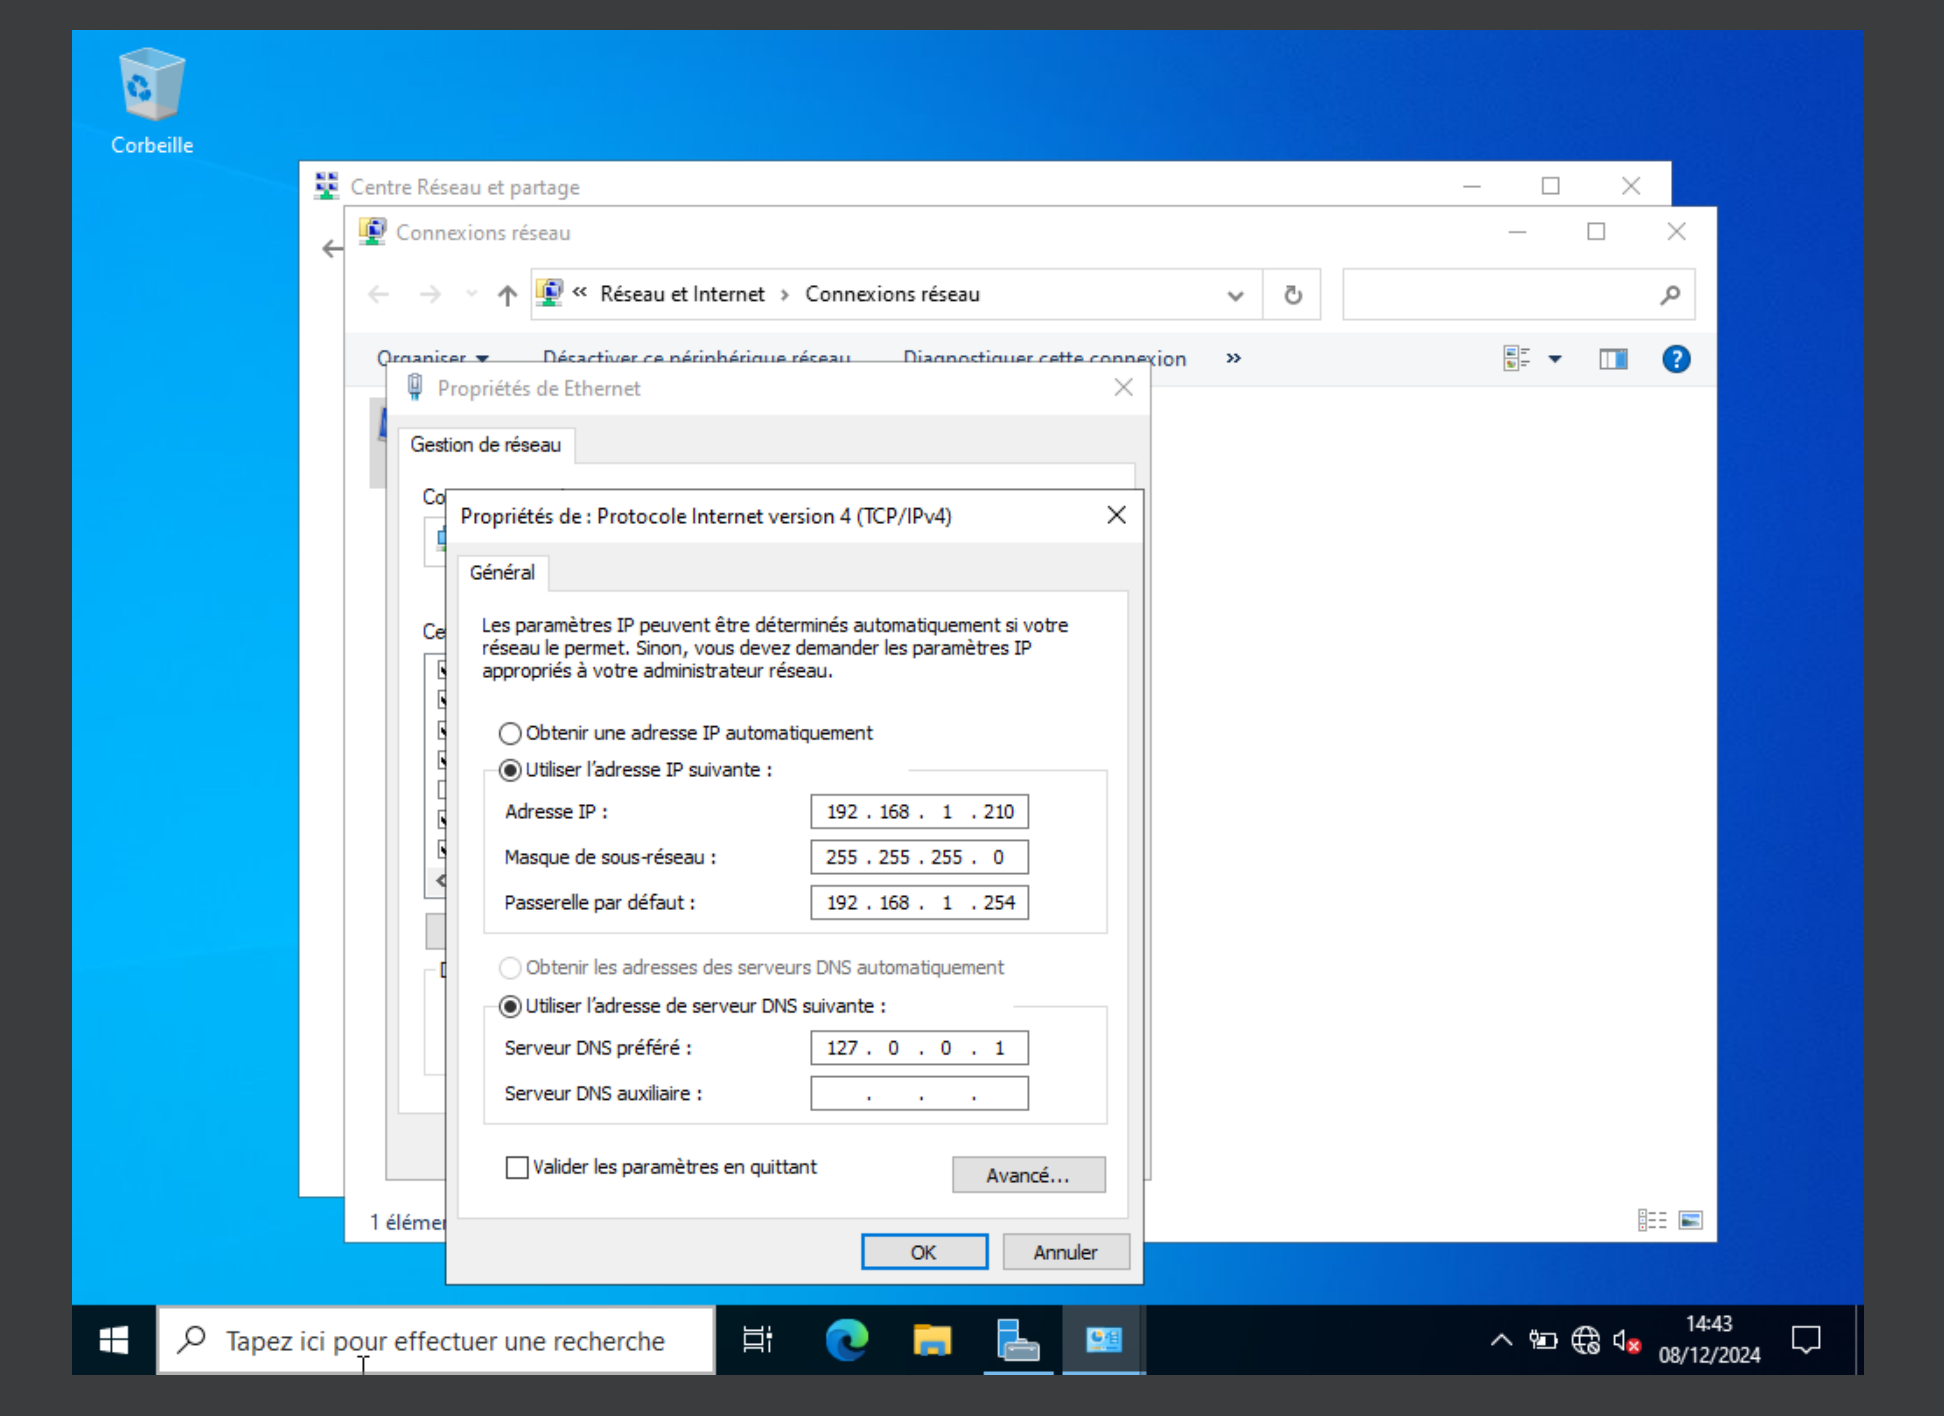 Corbeille
Centre Réseau et partage
Connexions réseau
« Réseau et Internet › Connexions réseau
Organiser Désactiver ce périphérique réseau Diagnostiquer cette connexion »
Propriétés de Ethernet
Gestion de réseau
Co
Propriétés de : Protocole Internet version 4 (TCP/IPv4)
Général
Ce
Les paramètres IP peuvent être déterminés automatiquement si votre
réseau le permet. Sinon, vous devez demander les paramètres IP
appropriés à votre administrateur réseau.
Obtenir une adresse IP automatiquement
Utiliser l'adresse IP suivante :
Adresse IP : 192 . 168 . 1 . 210
Masque de sous-réseau : 255 . 255 . 255 . 0
Passerelle par défaut : 192 . 168 . 1 . 254
Obtenir les adresses des serveurs DNS automatiquement
Utiliser l'adresse de serveur DNS suivante :
Serveur DNS préféré : 127 . 0 . 0 . 1
Serveur DNS auxiliaire : . . .
Valider les paramètres en quittant
Avancé...
1 élémen
OK Annuler
Tapez ici pour effectuer une recherche
14:43
08/12/2024